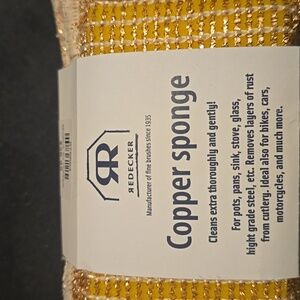 REDECKER
Manufacturer of fine brushes since 1935
Copper sponge
Cleans extra thoroughly and gently!
For pots, pans, sink, stove, glass,
hight grade steel, etc. Removes layers of rust
from cutlery. Ideal also for bikes, cars,
motorcycles, and much more.